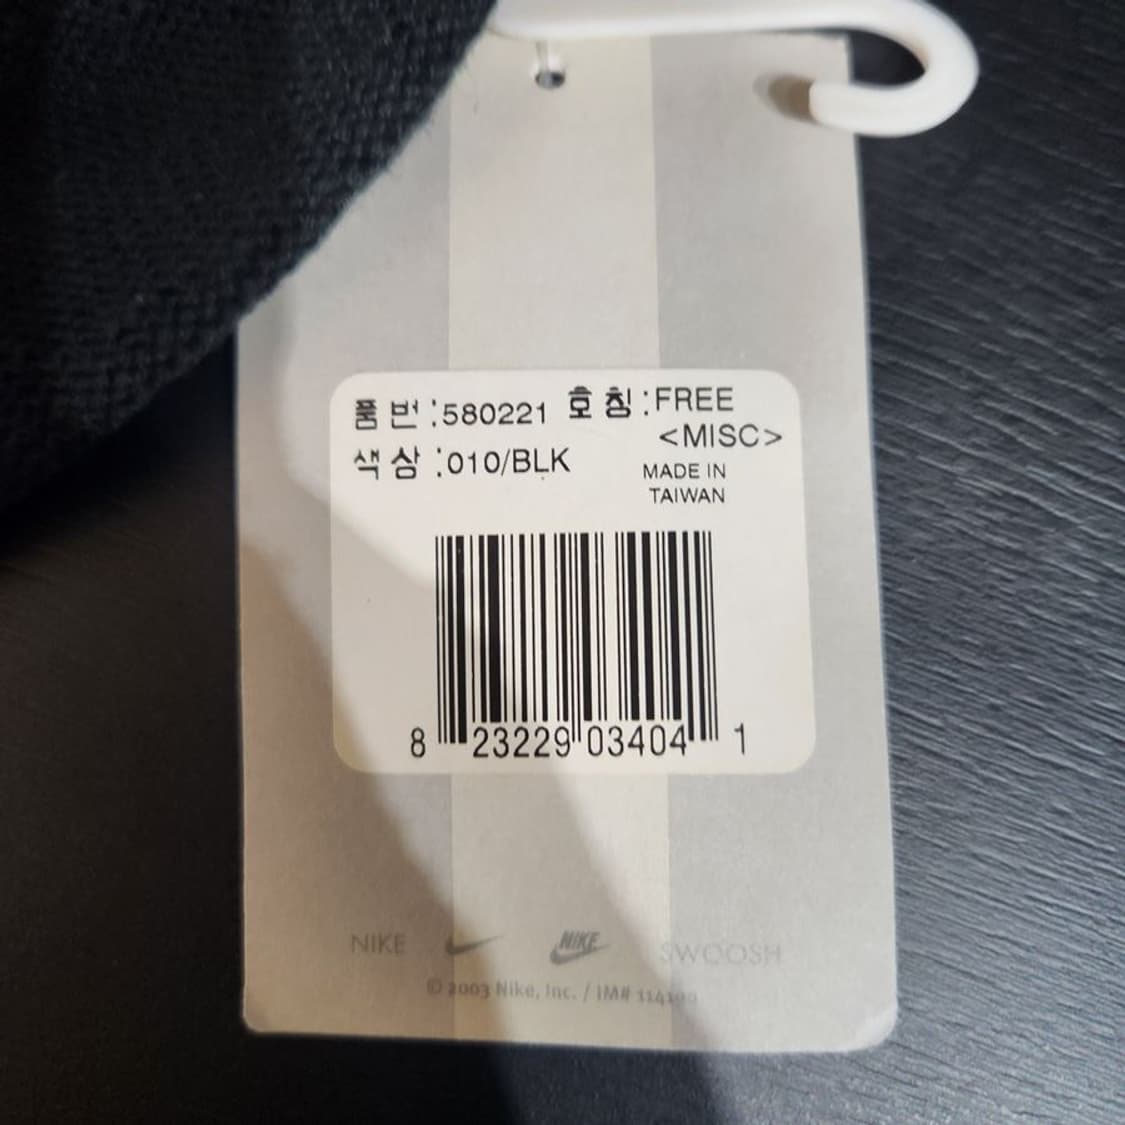 품 번 :580221 호 칭 :FREE
<MISC>
색 상 :010/BLK
MADE IN
TAIWAN
8 23229 03404 1
NIKE NIKE SWOOSH
© 2003 Nike, Inc. / IM#